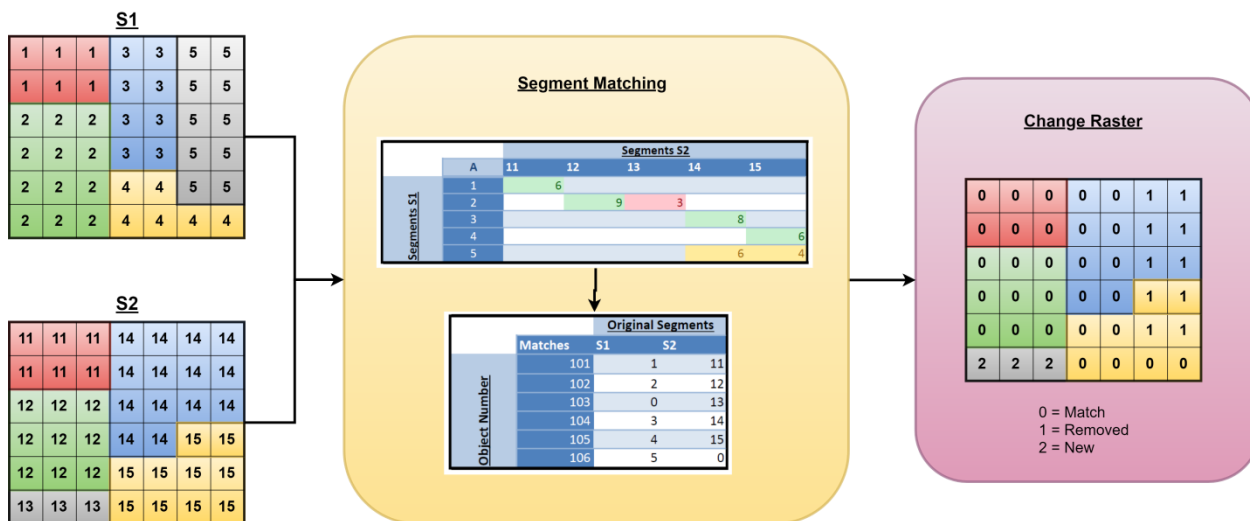 S1
1 1 1 3 3 5 5
1 1 1 3 3 5 5
2 2 2 3 3 5 5
2 2 2 3 3 5 5
2 2 2 4 4 5 5
2 2 2 4 4 4 4
S2
11 11 11 14 14 14 14
11 11 11 14 14 14 14
12 12 12 14 14 14 14
12 12 12 14 14 15 15
12 12 12 15 15 15 15
13 13 13 15 15 15 15
Segment Matching
Segments S2
A 11 12 13 14 15
Segments S1
1 6
2 9 3
3 8
4 6
5 6 4
Original Segments
Matches S1 S2
Object Number
101 1 11
102 2 12
103 0 13
104 3 14
105 4 15
106 5 0
Change Raster
0 0 0 0 0 1 1
0 0 0 0 0 1 1
0 0 0 0 0 1 1
0 0 0 0 0 1 1
0 0 0 0 0 1 1
2 2 2 0 0 0 0
0 = Match
1 = Removed
2 = New